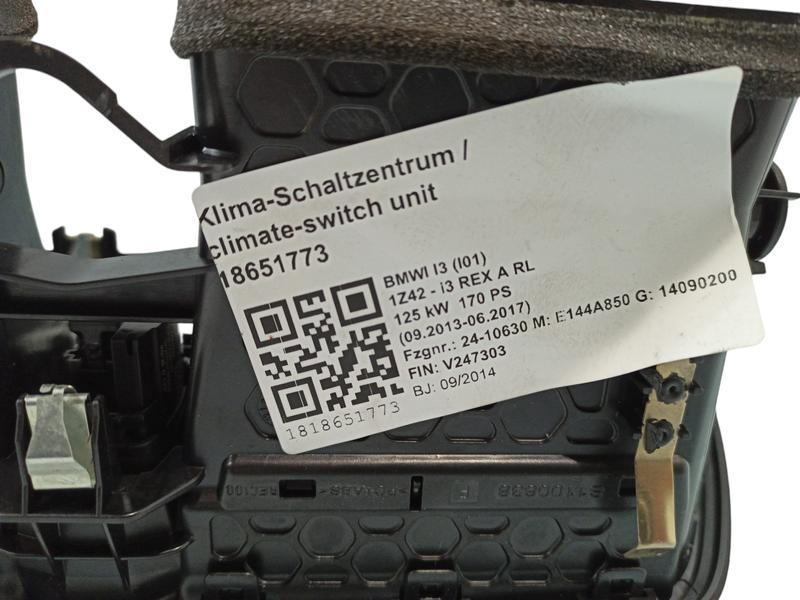 Klima-Schaltzentrum /
climate-switch unit
18651773
BMWI I3 (I01)
1Z42 - i3 REX A RL
125 kW 170 PS
(09.2013-06.2017)
Fzgnr.: 24-10630 M: E144A850 G: 14090200
FIN: V247303
BJ: 09/2014
1818651773